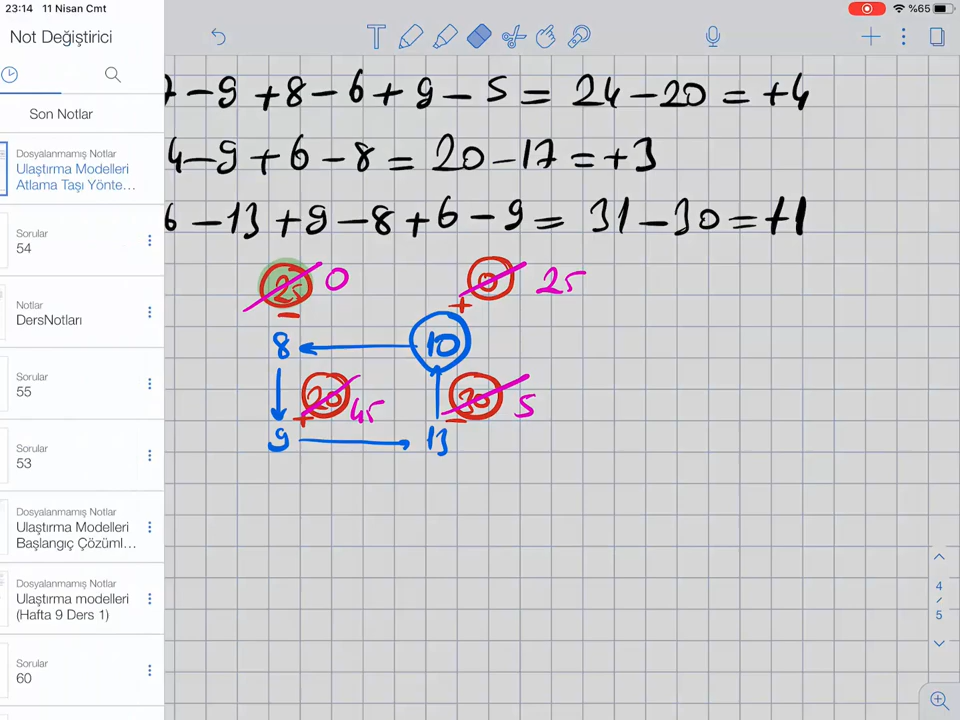 23:14 11 Nisan Cmt
%65
Not Değiştirici
T
Son Notlar
Dosyalanmamış Notlar
Ulaştırma Modelleri
Atlama Taşı Yönte...
Sorular
54
Notlar
DersNotları
Sorular
55
Sorular
53
Dosyalanmamış Notlar
Ulaştırma Modelleri
Başlangıç Çözüml...
Dosyalanmamış Notlar
Ulaştırma modelleri
(Hafta 9 Ders 1)
Sorular
60
7-9+8-6+9-5=24-20=+4
4-9+6-8=20-17=+3
6-13+9-8+6-9=31-30=+1
25 0 0 25
- +
8 10
20 45 30 5
+ -
9 13
4
/
5